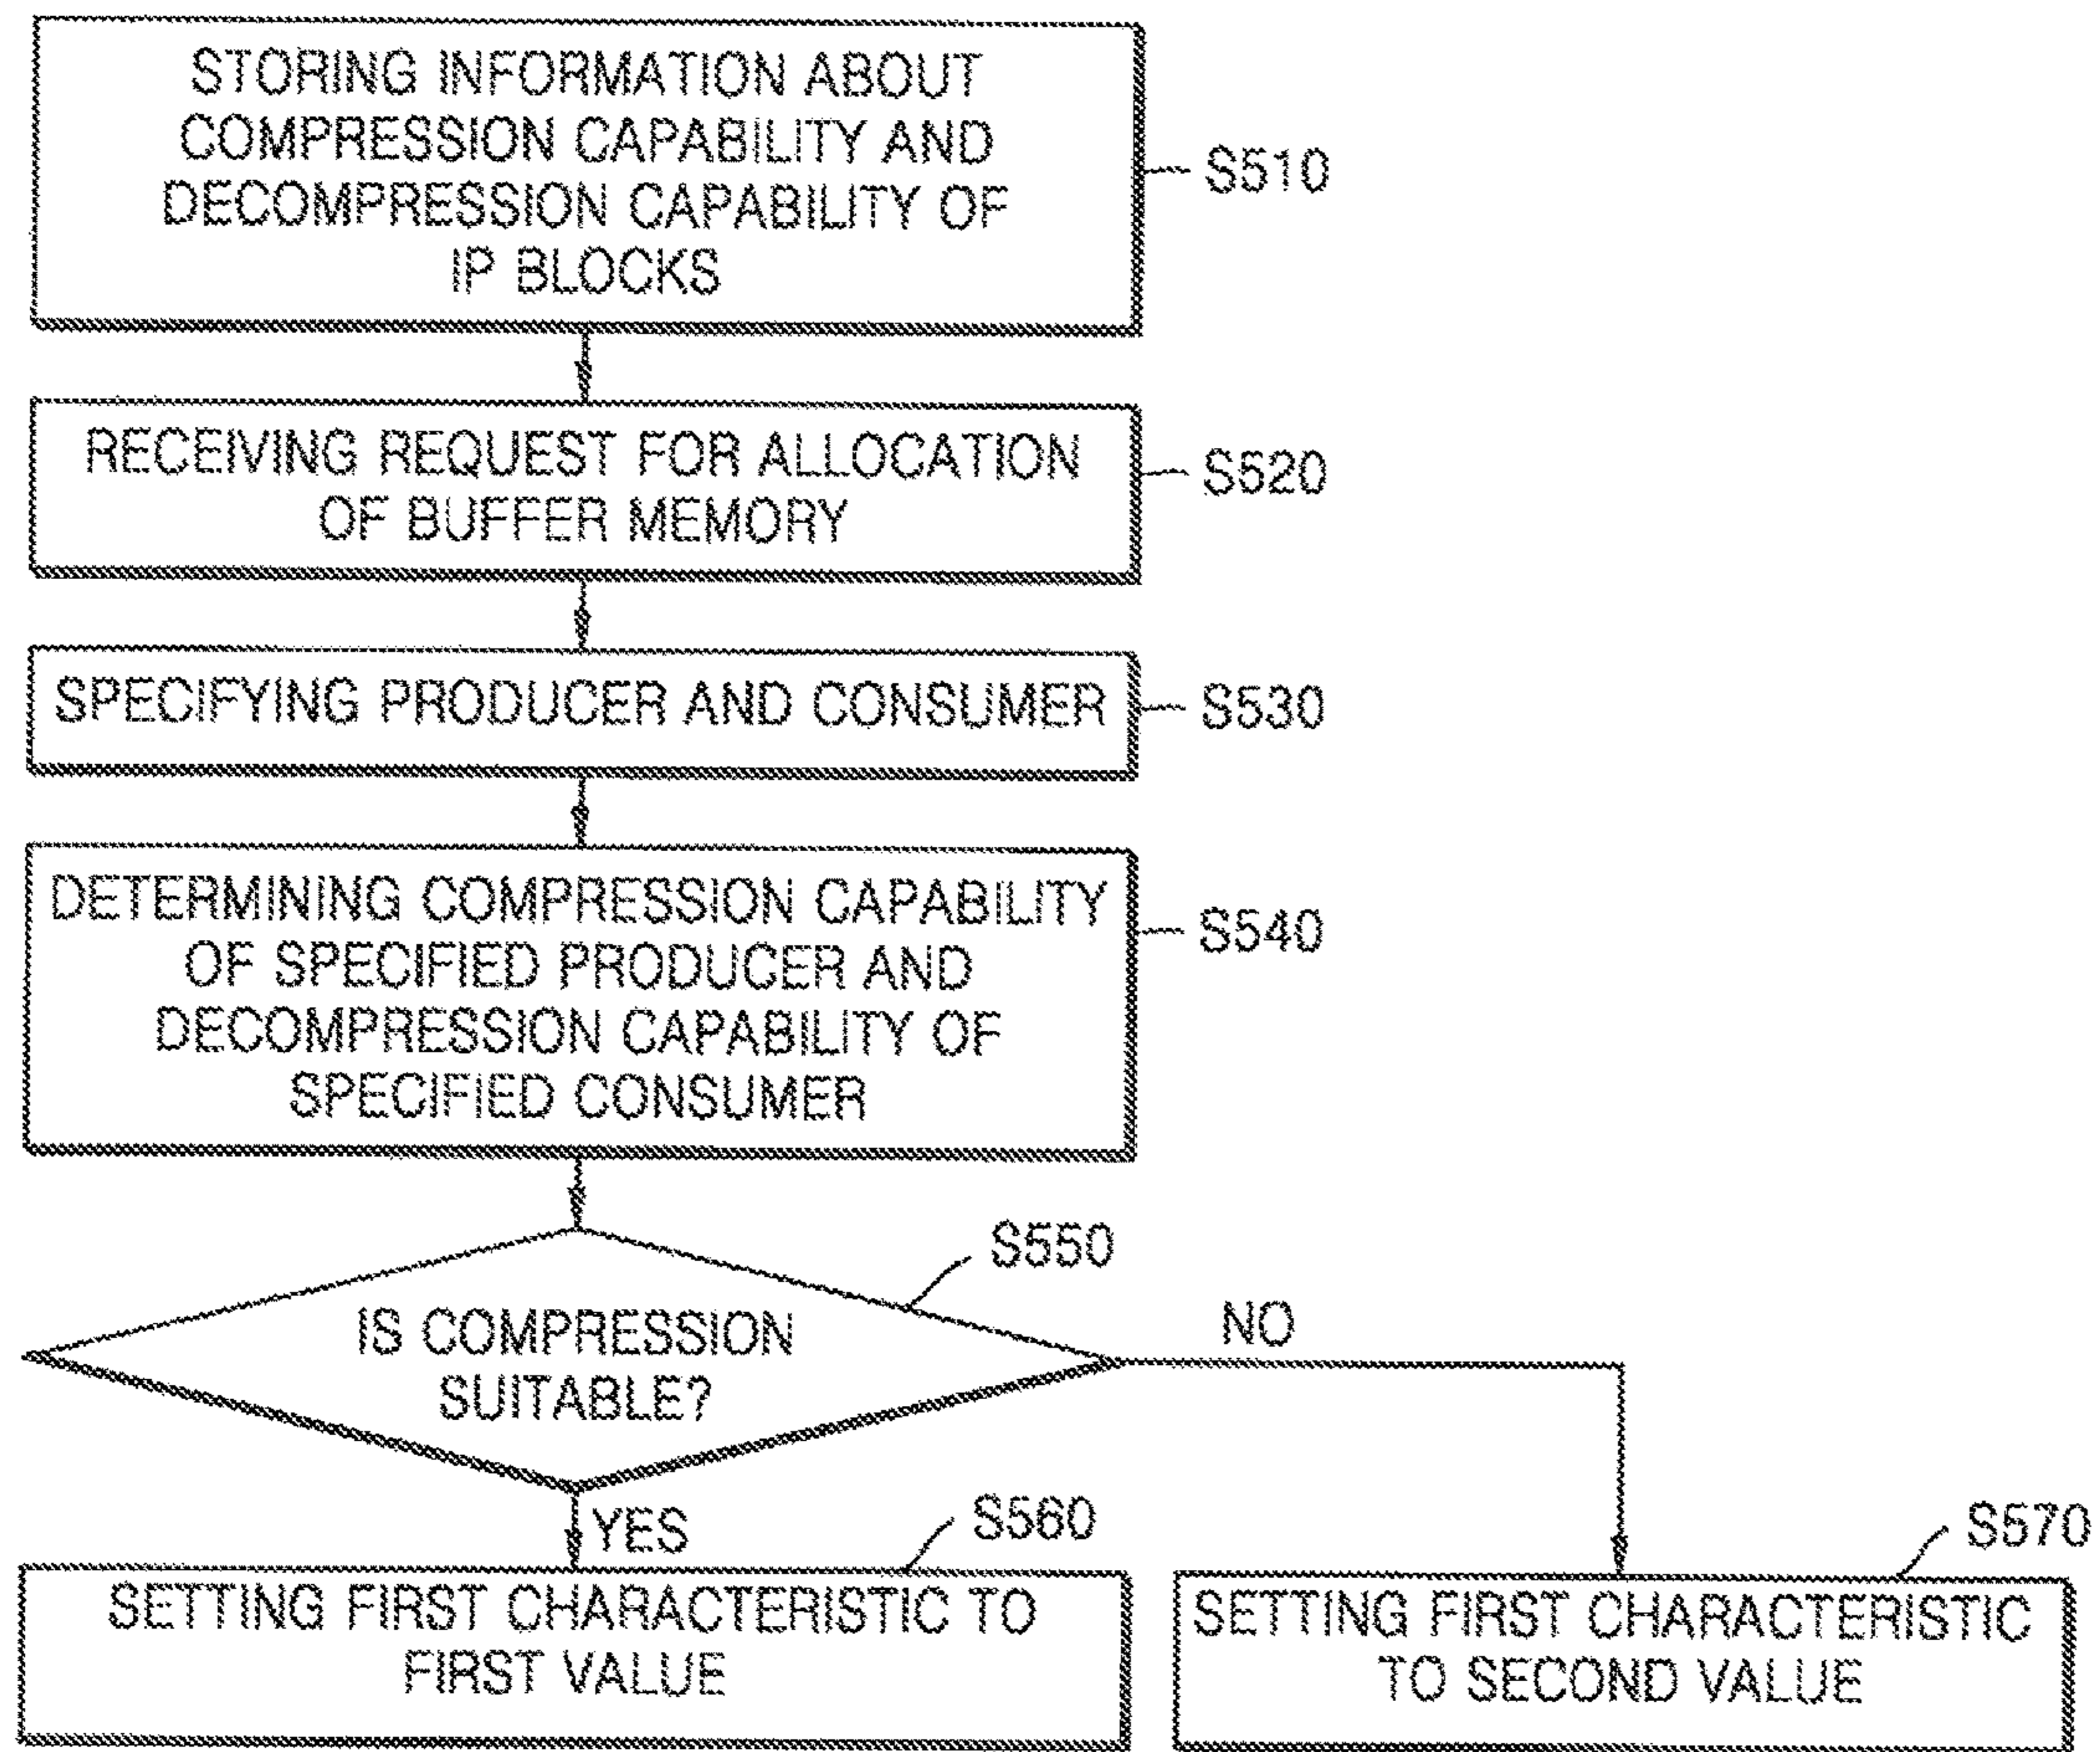 STORING INFORMATION ABOUT
COMPRESSION CAPABILITY AND
DECOMPRESSION CAPABILITY OF
IP BLOCKS
S510
RECEIVING REQUEST FOR ALLOCATION
OF BUFFER MEMORY
S520
SPECIFYING PRODUCER AND CONSUMER
S530
DETERMINING COMPRESSION CAPABILITY
OF SPECIFIED PRODUCER AND
DECOMPRESSION CAPABILITY OF
SPECIFIED CONSUMER
S540
S550
IS COMPRESSION
SUITABLE?
NO
YES
S560
SETTING FIRST CHARACTERISTIC TO
FIRST VALUE
S570
SETTING FIRST CHARACTERISTIC
TO SECOND VALUE